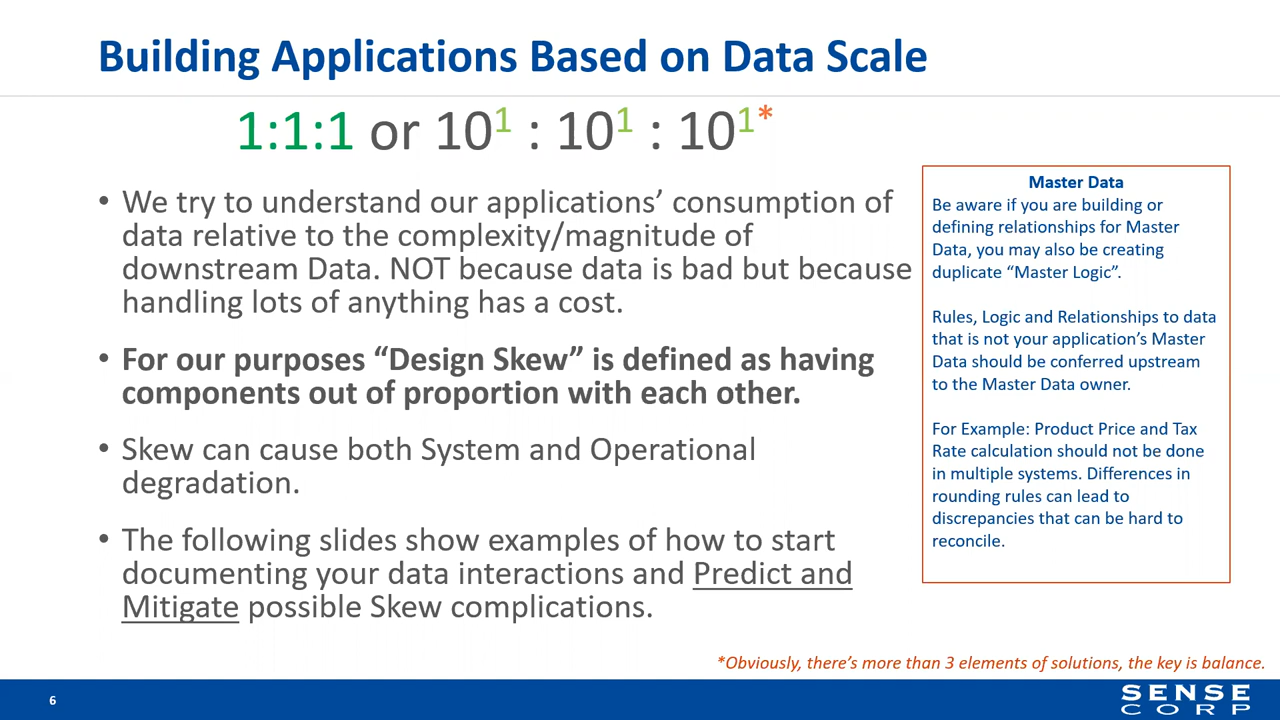 Building Applications Based on Data Scale
1:1:1 or 10¹ : 10¹ : 10¹*
• We try to understand our applications’ consumption of
data relative to the complexity/magnitude of
downstream Data. NOT because data is bad but because
handling lots of anything has a cost.
• For our purposes “Design Skew” is defined as having
components out of proportion with each other.
• Skew can cause both System and Operational
degradation.
• The following slides show examples of how to start
documenting your data interactions and Predict and
Mitigate possible Skew complications.
Master Data
Be aware if you are building or
defining relationships for Master
Data, you may also be creating
duplicate “Master Logic”.
Rules, Logic and Relationships to data
that is not your application’s Master
Data should be conferred upstream
to the Master Data owner.
For Example: Product Price and Tax
Rate calculation should not be done
in multiple systems. Differences in
rounding rules can lead to
discrepancies that can be hard to
reconcile.
*Obviously, there’s more than 3 elements of solutions, the key is balance.
6
SENSE
CORP